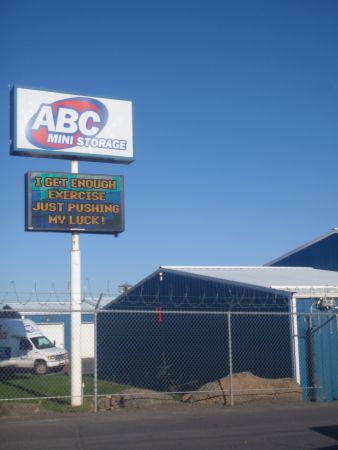 ABC
MINI STORAGE
I GET ENOUGH
EXERCISE
JUST PUSHING
MY LUCK!